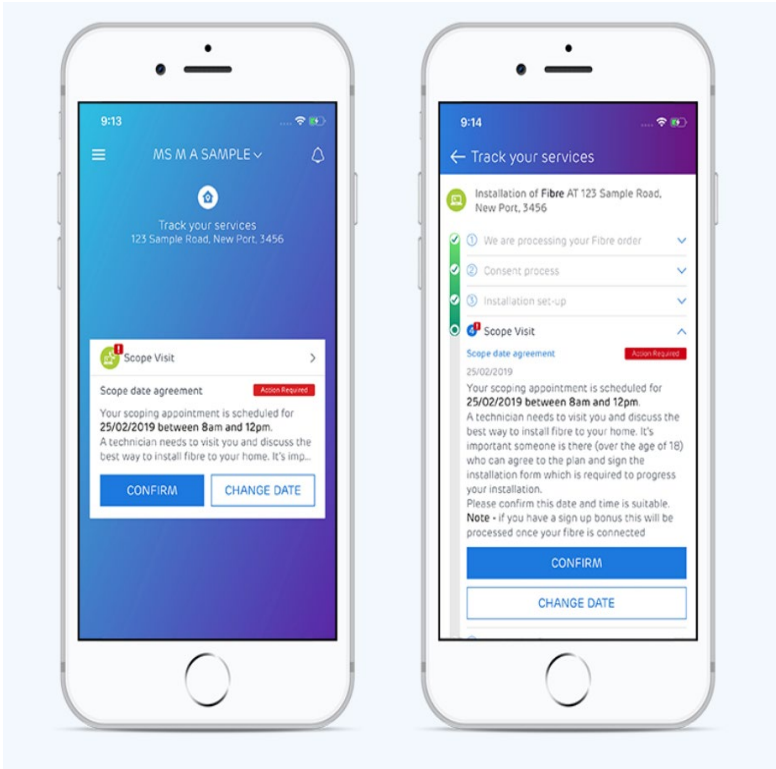 9:13
MS M A SAMPLE
Track your services
123 Sample Road, New Port, 3456
Scope Visit
Scope date agreement
Action Required
Your scoping appointment is scheduled for
25/02/2019 between 8am and 12pm.
A technician needs to visit you and discuss the
best way to install fibre to your home. It's imp...
CONFIRM
CHANGE DATE
9:14
Track your services
Installation of Fibre AT 123 Sample Road,
New Port, 3456
1 We are processing your Fibre order
2 Consent process
3 Installation set-up
4 Scope Visit
Scope date agreement
Action Required
25/02/2019
Your scoping appointment is scheduled for
25/02/2019 between 8am and 12pm.
A technician needs to visit you and discuss the
best way to install fibre to your home. It's
important someone is there (over the age of 18)
who can agree to the plan and sign the
installation form which is required to progress
your installation.
Please confirm this date and time is suitable.
Note - if you have a sign up bonus this will be
processed once your fibre is connected
CONFIRM
CHANGE DATE